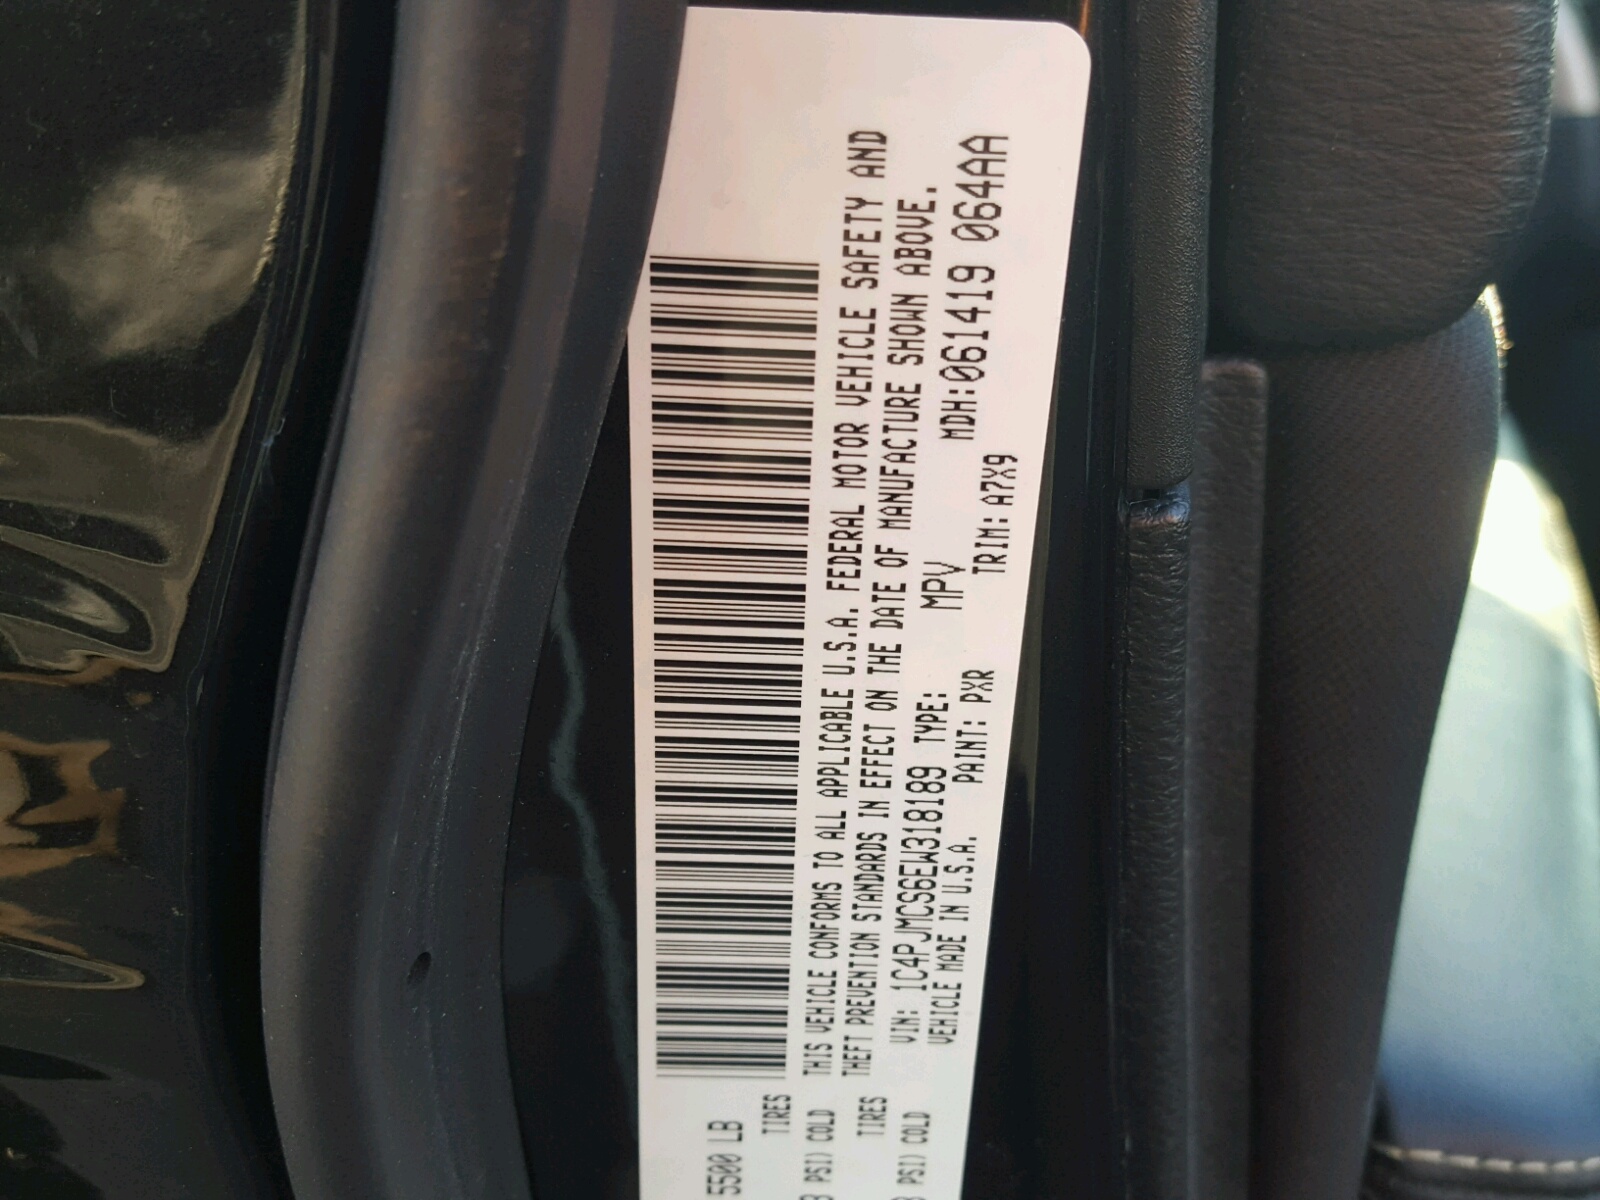 5500 LB
TIRES
PSI) COLD
THIS VEHICLE CONFORMS TO ALL APPLICABLE U.S.A. FEDERAL MOTOR VEHICLE SAFETY AND
THEFT PREVENTION STANDARDS IN EFFECT ON THE DATE OF MANUFACTURE SHOWN ABOVE.
TIRES
VIN: 1C4PJMCS6EW318189 TYPE: MPV MDH:061419 064AA
PSI) COLD
VEHICLE MADE IN U.S.A. PAINT: PXR TRIM: A7X9